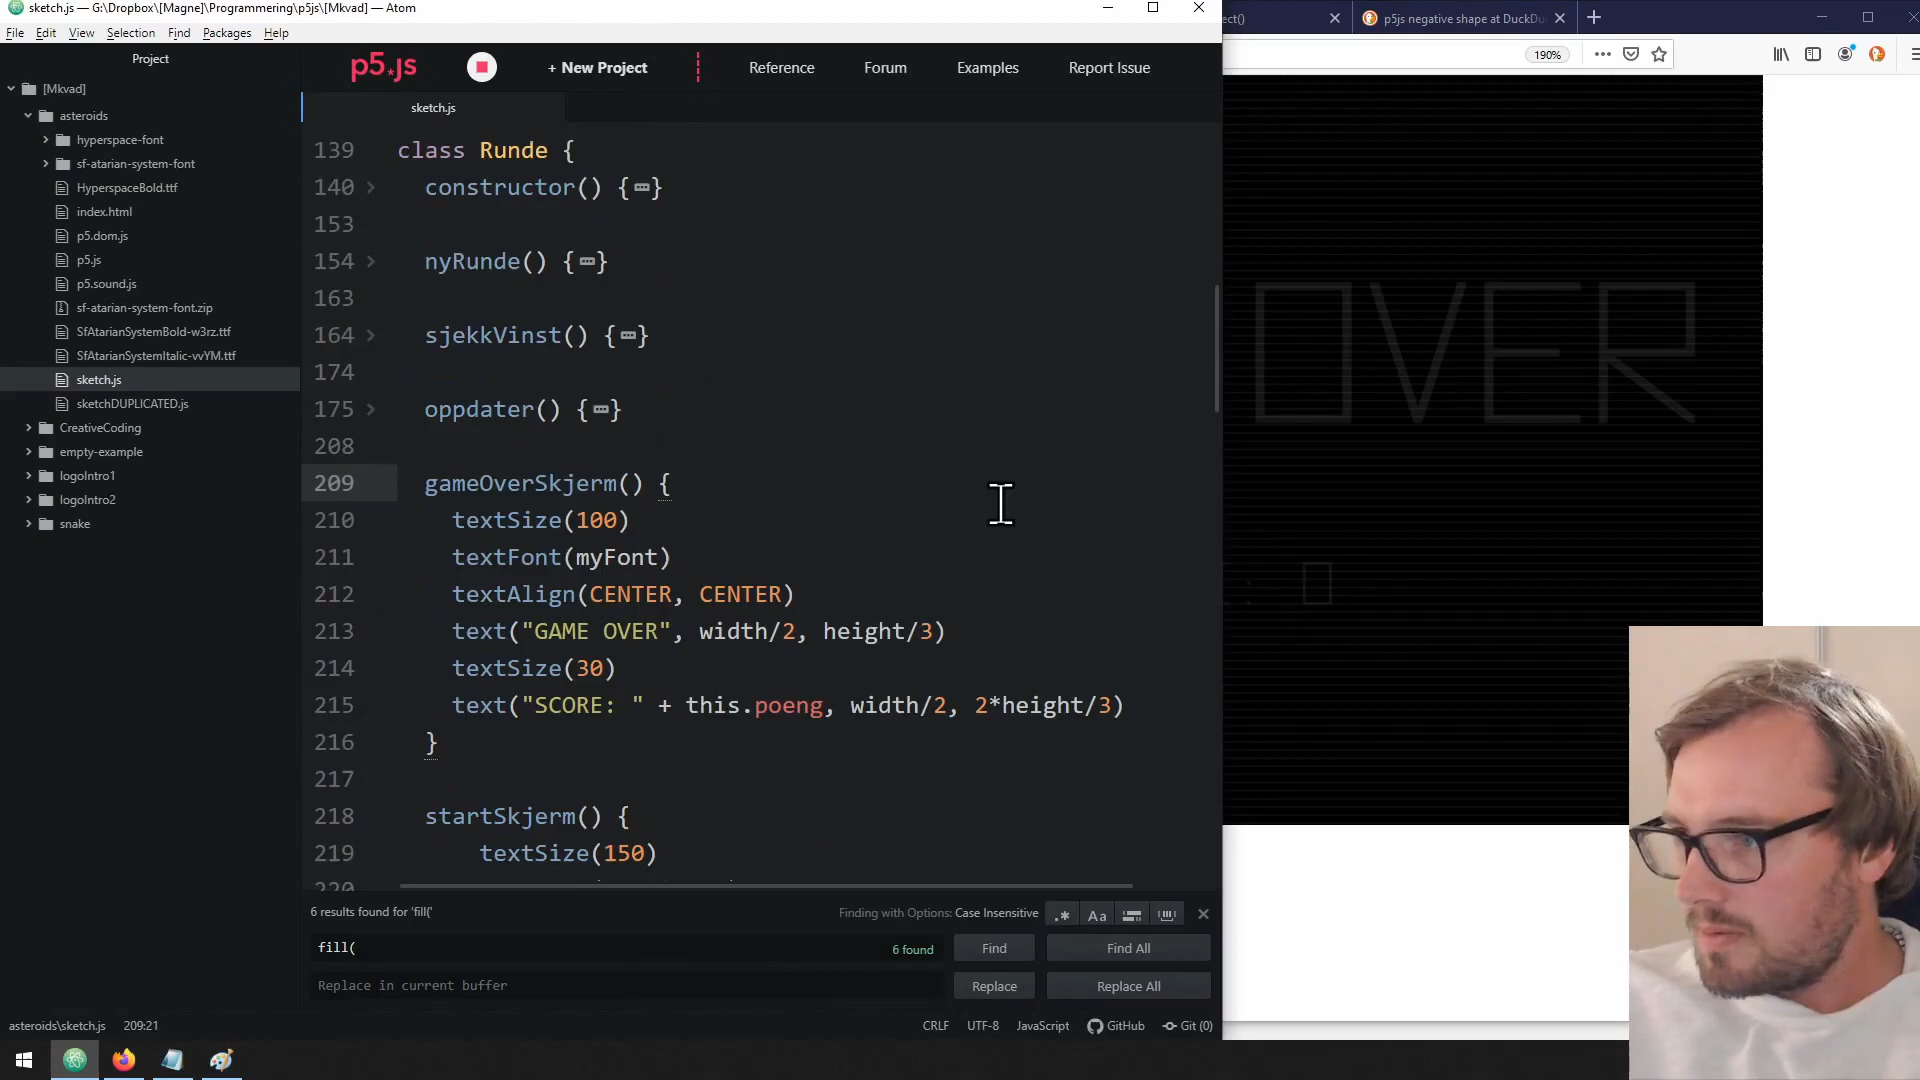 sketch.js — G:\Dropbox\[Magne]\Programmering\p5js\[Mkvad] — Atom
File Edit View Selection Find Packages Help
Project
[Mkvad]
asteroids
hyperspace-font
sf-atarian-system-font
HyperspaceBold.ttf
index.html
p5.dom.js
p5.js
p5.sound.js
sf-atarian-system-font.zip
SfAtarianSystemBold-w3rz.ttf
SfAtarianSystemItalic-vvYM.ttf
sketch.js
sketchDUPLICATED.js
CreativeCoding
empty-example
logoIntro1
logoIntro2
snake
p5*js + New Project Reference Forum Examples Report Issue
sketch.js
139 class Runde {
140 constructor() {
}
153
154 nyRunde() {
}
163
164 sjekkVinst() {
}
174
175 oppdater() {
}
208
209 gameOverSkjerm() {
210 textSize(100)
211 textFont(myFont)
212 textAlign(CENTER, CENTER)
213 text("GAME OVER", width/2, height/3)
214 textSize(30)
215 text("SCORE: " + this.poeng, width/2, 2*height/3)
216 }
217
218 startSkjerm() {
219 textSize(150)
220
6 results found for 'fill('
Finding with Options: Case Insensitive
.* Aa
fill( 6 found Find Find All
Replace in current buffer Replace Replace All
asteroids\sketch.js 209:21 CRLF UTF-8 JavaScript GitHub Git (0)
ect() p5js negative shape at DuckDu
190%
OVER
: 0